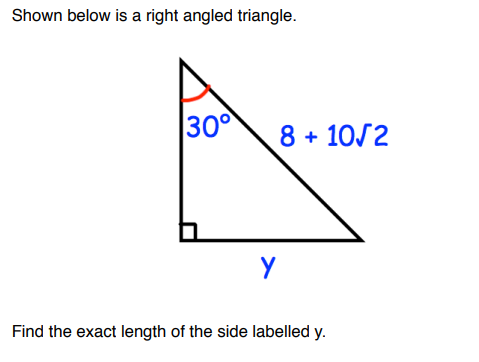 Shown below is a right angled triangle.
30°
8 + 10√2
y
Find the exact length of the side labelled y.